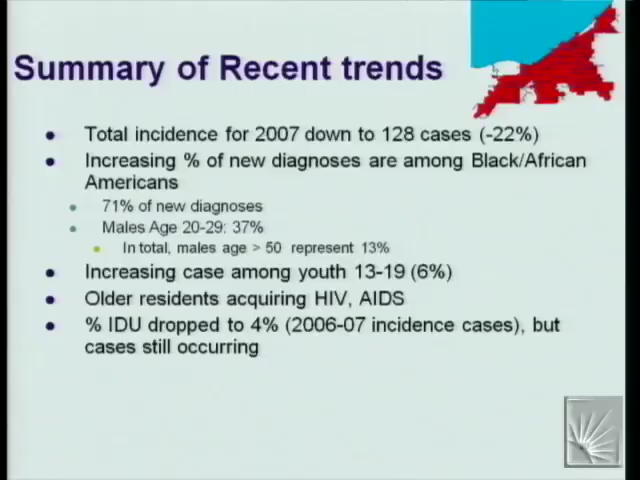 Summary of Recent trends
Total incidence for 2007 down to 128 cases (-22%)
Increasing % of new diagnoses are among Black/African
Americans
71% of new diagnoses
Males Age 20-29: 37%
In total, males age > 50 represent 13%
Increasing case among youth 13-19 (6%)
Older residents acquiring HIV, AIDS
% IDU dropped to 4% (2006-07 incidence cases), but
cases still occurring